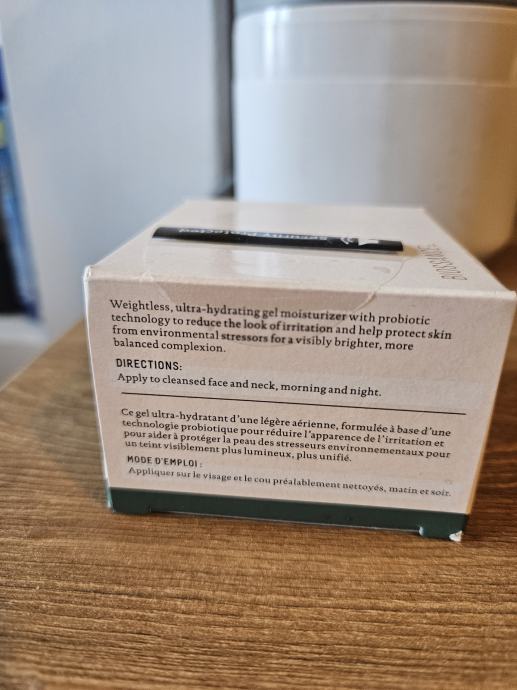 Security Protected
BIOSSANCE
Weightless, ultra-hydrating gel moisturizer with probiotic
technology to reduce the look of irritation and help protect skin
from environmental stressors for a visibly brighter, more
balanced complexion.
DIRECTIONS:
Apply to cleansed face and neck, morning and night.
Ce gel ultra-hydratant d'une légère aérienne, formulée à base d'une
technologie probiotique pour réduire l'apparence de l'irritation et
pour aider à protéger la peau des stresseurs environnementaux pour
un teint visiblement plus lumineux, plus unifié.
MODE D'EMPLOI :
Appliquer sur le visage et le cou préalablement nettoyés, matin et soir.